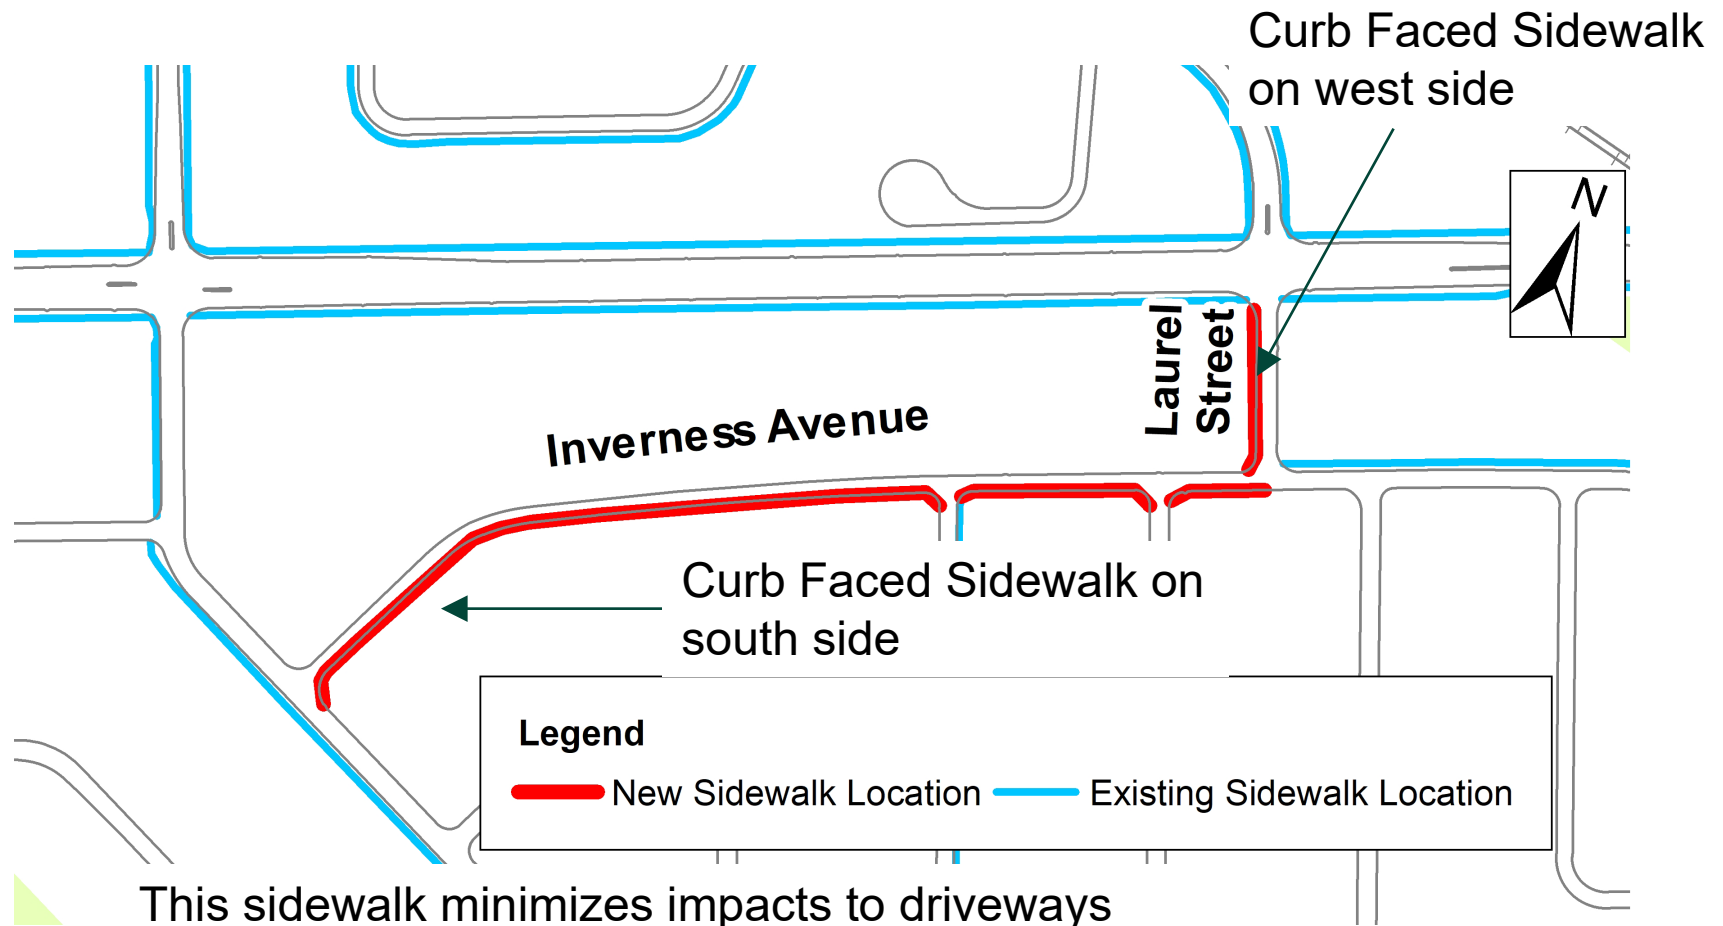 Curb Faced Sidewalk
on west side
N
Laurel
Street
Inverness Avenue
Curb Faced Sidewalk on
south side
Legend
New Sidewalk Location
Existing Sidewalk Location
This sidewalk minimizes impacts to driveways